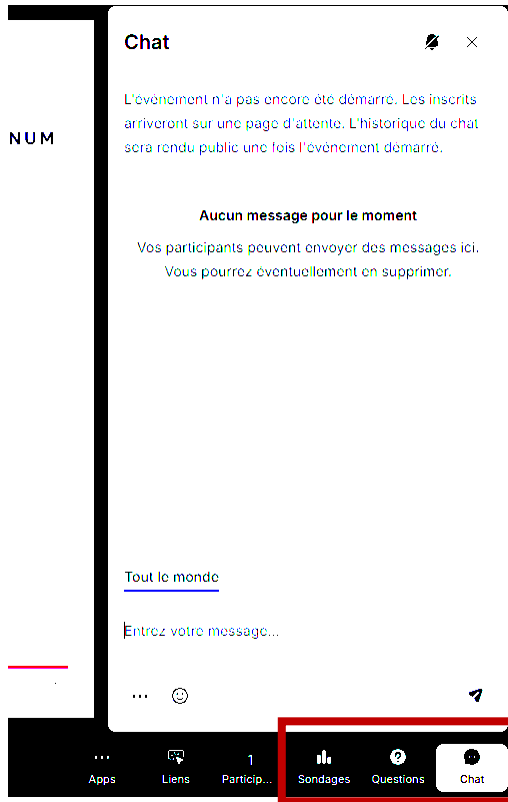 Chat
L'événement n'a pas encore été démarré. Les inscrits
arriveront sur une page d'attente. L'historique du chat
sera rendu public une fois l'événement démarré.
NUM
Aucun message pour le moment
Vos participants peuvent envoyer des messages ici.
Vous pourrez éventuellement en supprimer.
Tout le monde
Entrez votre message...
1
Apps
Liens
Particip...
Sondages
Questions
Chat